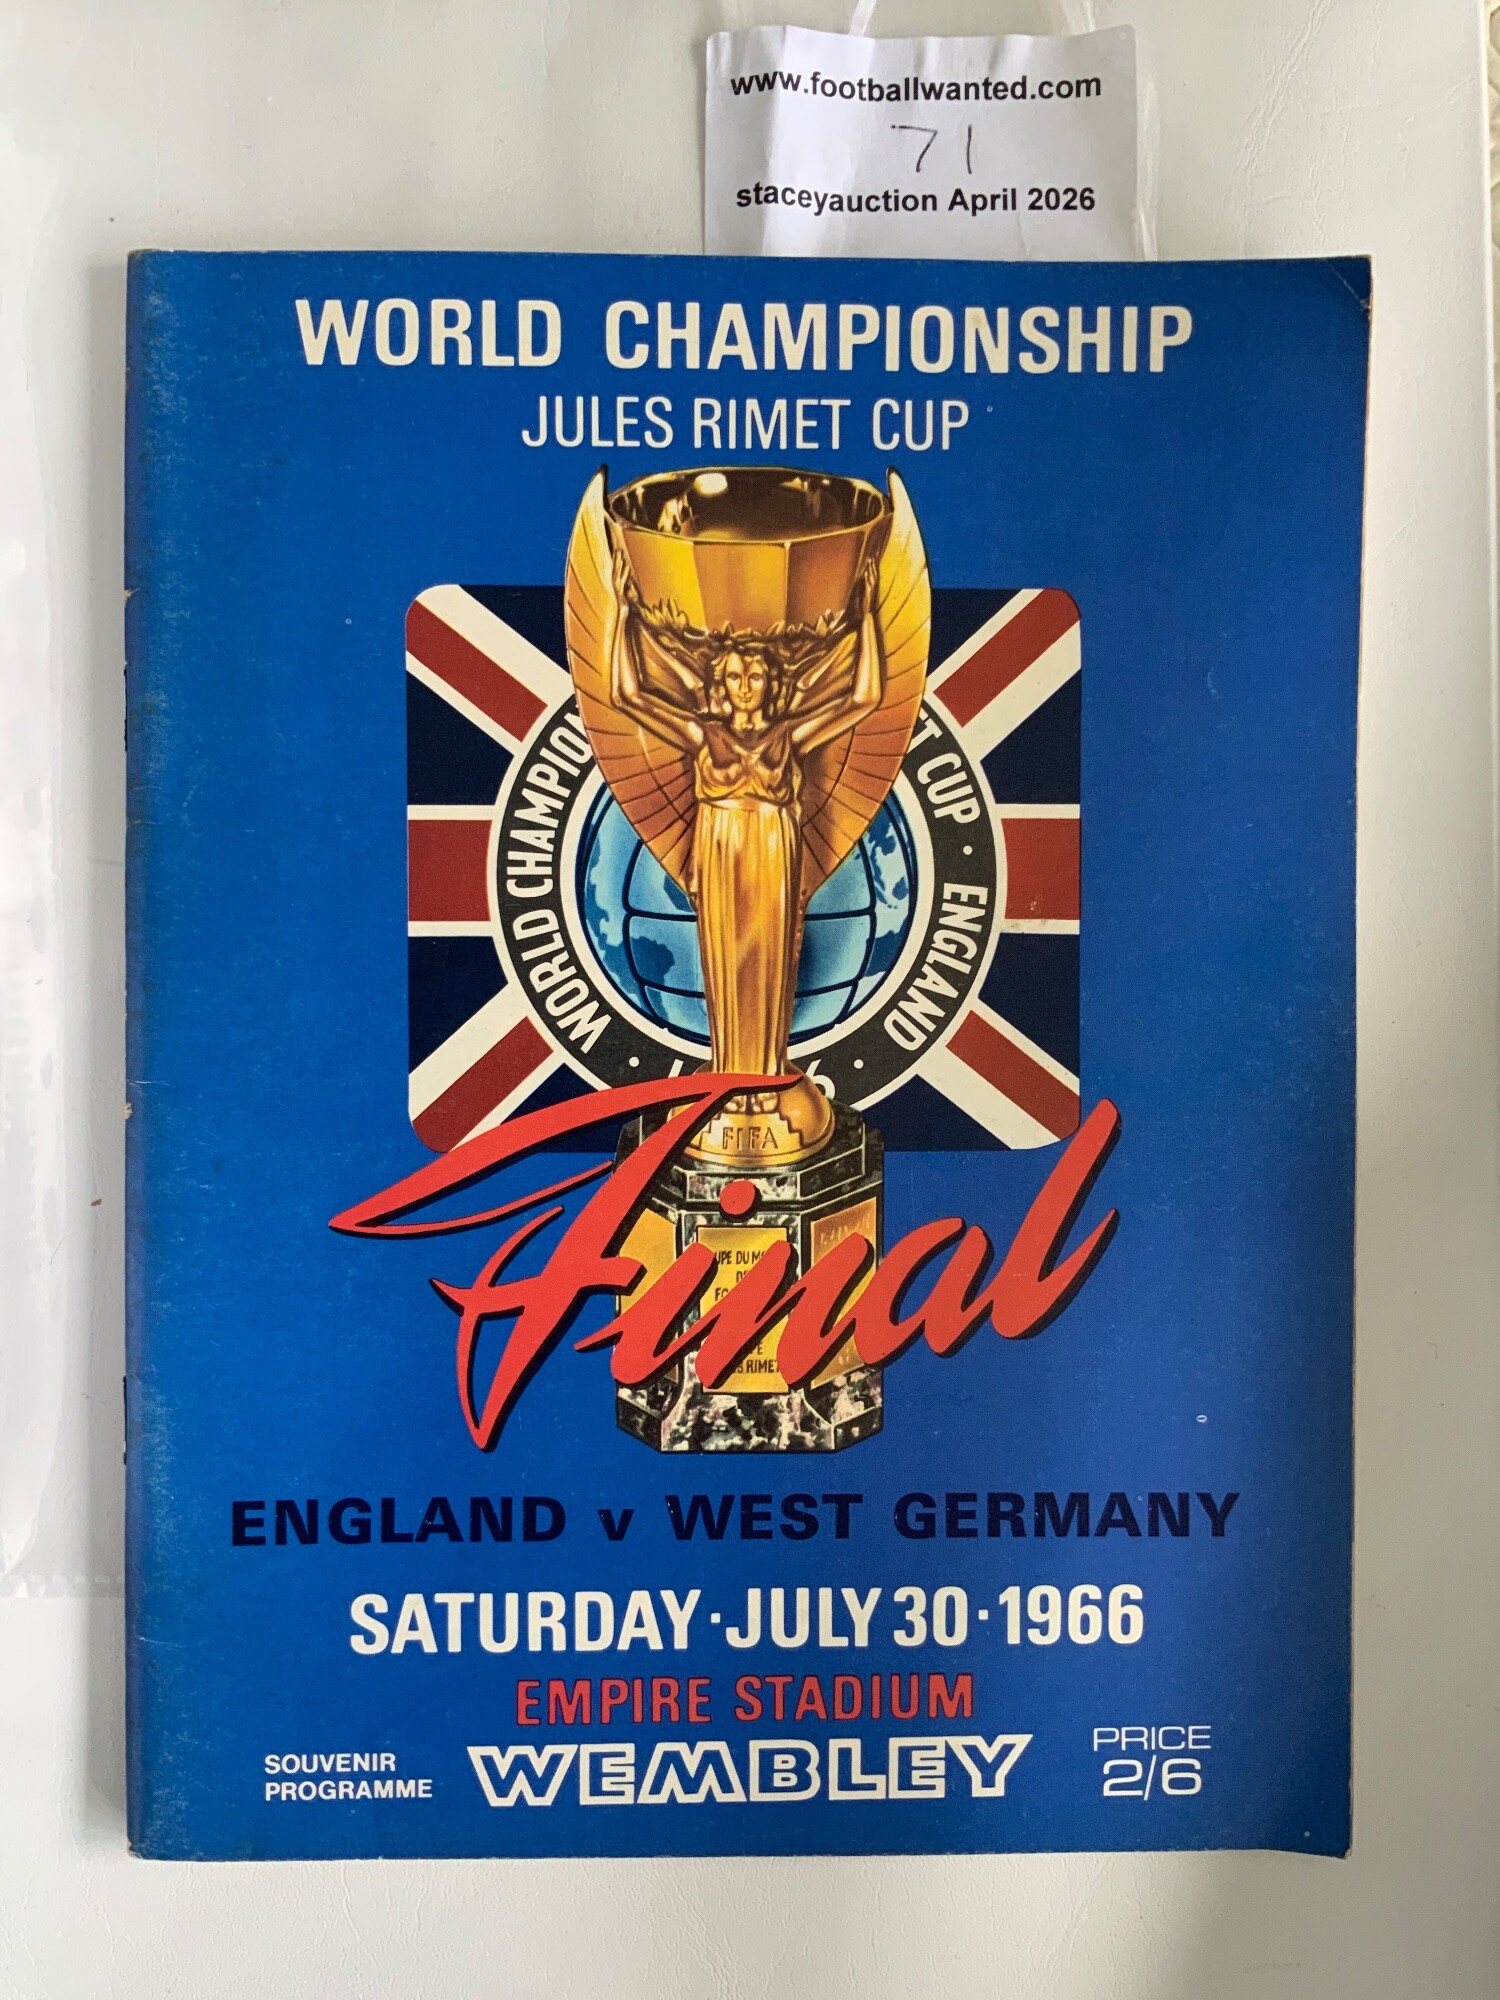 www.footballwanted.com
71
staceyauction April 2026
WORLD CHAMPIONSHIP
JULES RIMET CUP
WORLD CUP · ENGLAND
FIFA
Final
ENGLAND v WEST GERMANY
SATURDAY·JULY 30·1966
EMPIRE STADIUM
SOUVENIR
PROGRAMME
WEMBLEY
PRICE
2/6